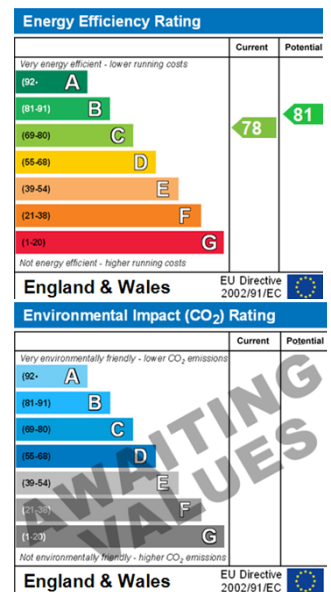 Energy Efficiency Rating
Current Potential
Very energy efficient - lower running costs
(92- A
(81-91) B
(69-80) C
(55-68) D
(39-54) E
(21-38) F
(1-20) G
78
81
Not energy efficient - higher running costs
England & Wales
EU Directive
2002/91/EC
Environmental Impact (CO₂) Rating
Current Potential
Very environmentally friendly - lower CO₂ emissions
(92- A
(81-91) B
(69-80) C
(55-68) D
(39-54) E
(21-38) F
(1-20) G
AWAITING
VALUES
Not environmentally friendly - higher CO₂ emissions
England & Wales
EU Directive
2002/91/EC